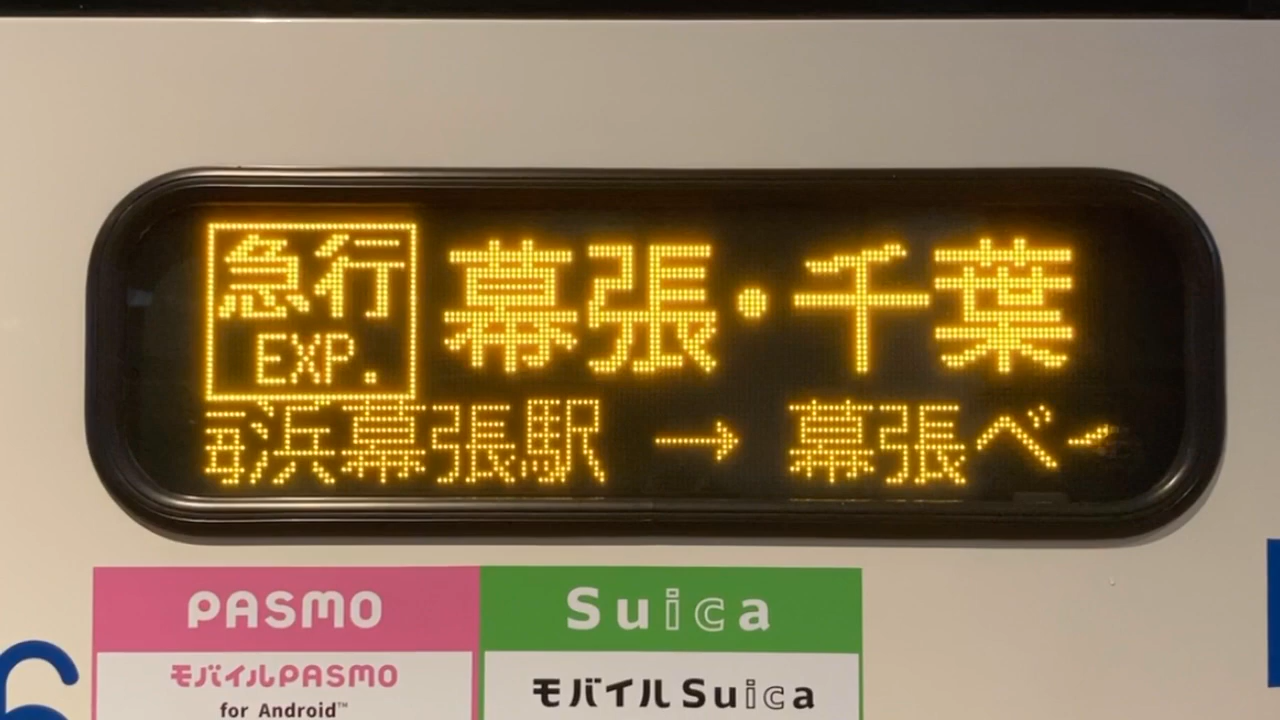 急行 幕張・千葉
EXP.
浜幕張駅 → 幕張ベ
PASMO Suica
モバイルPASMO モバイルSuica
for Android™